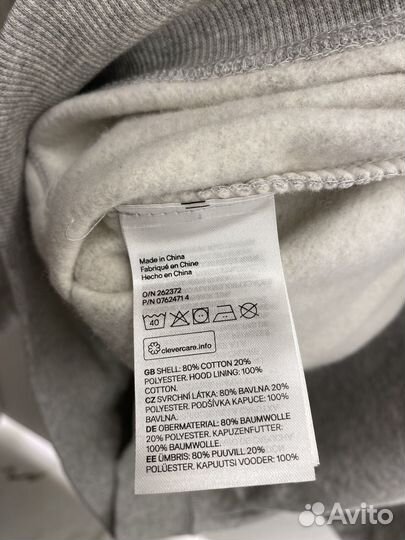 Made in China
Fabriqué en Chine
Hecho en China
O/N 262372
P/N 0762471 4
40
clevercare.info
GB SHELL: 80% COTTON 20%
POLYESTER. HOOD LINING: 100%
COTTON.
CZ SVRCHNÍ LÁTKA: 80% BAVLNA 20%
POLYESTER. PODŠÍVKA KAPUCE: 100%
BAVLNA.
DE OBERMATERIAL: 80% BAUMWOLLE
20% POLYESTER. KAPUZENFUTTER:
100% BAUMWOLLE
EE ÜMBRIS: 80% PUUVILL 20%
POLÜESTER. KAPUUTSI VOODER: 100%
Avito